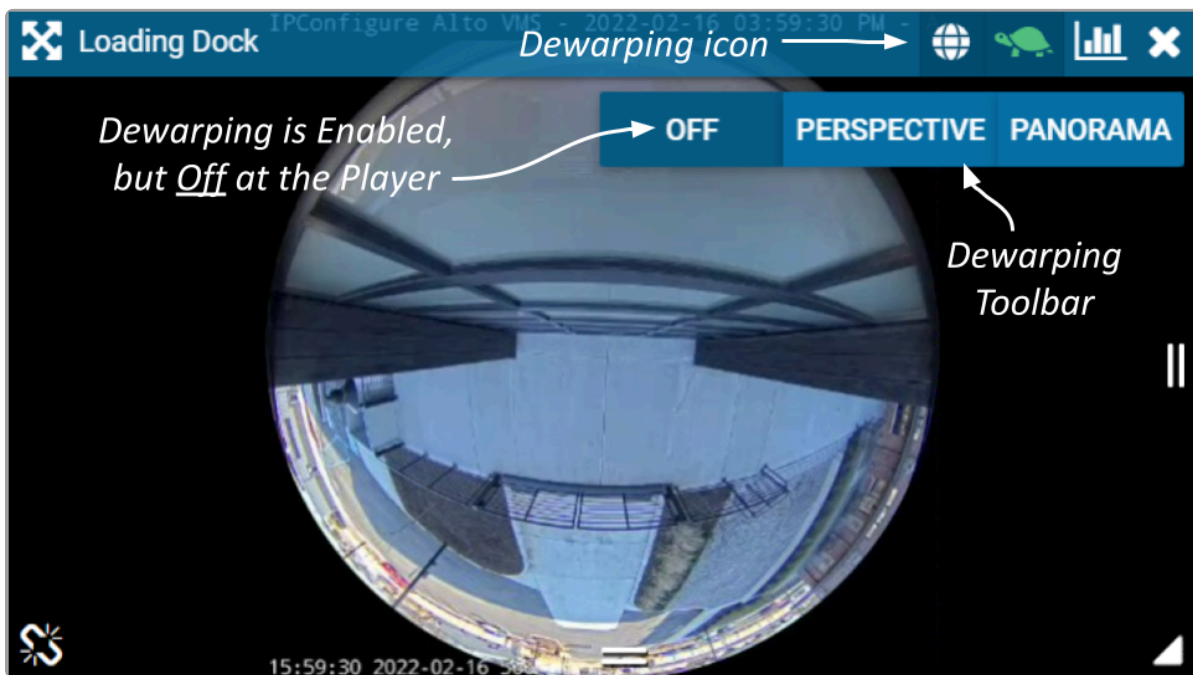 IPConfigure Alto VMS - 2022-02-16 03:59:30 PM -
Loading Dock
Dewarping icon
OFF
PERSPECTIVE
PANORAMA
Dewarping is Enabled,
but Off at the Player
Dewarping
Toolbar
15:59:30 2022-02-16